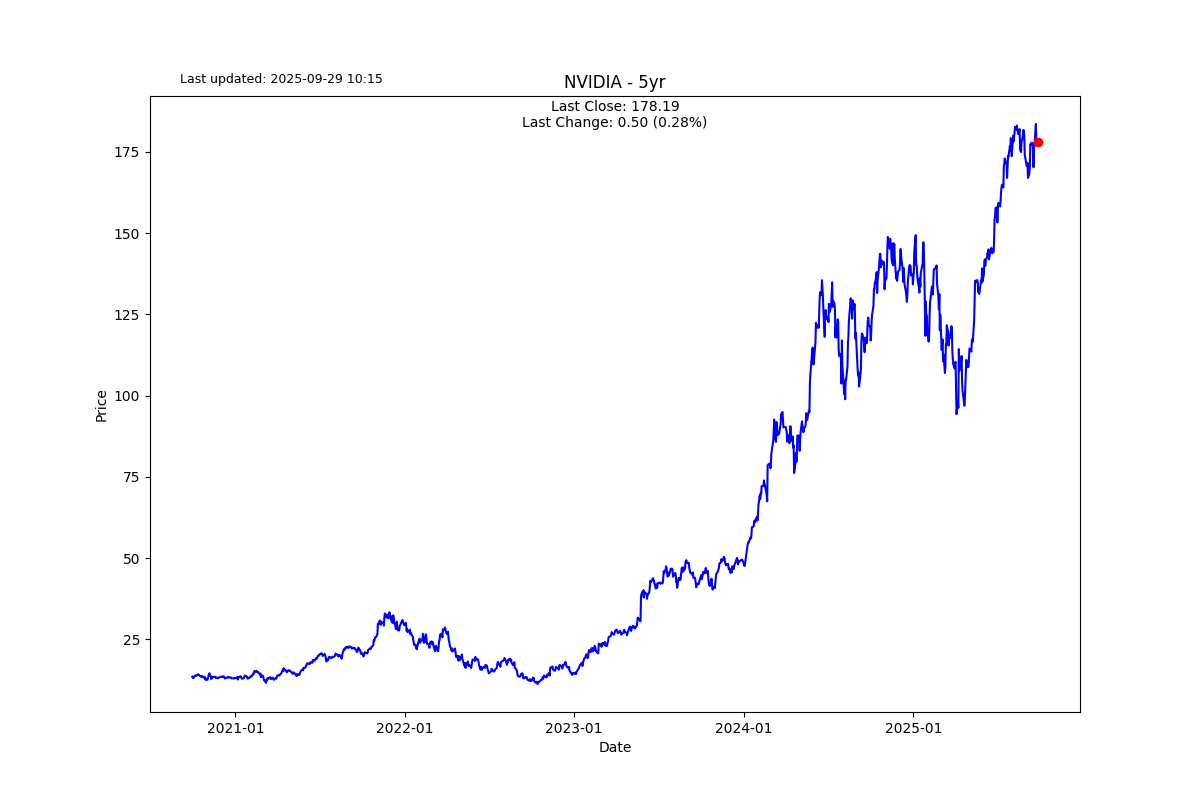 Last updated: 2025-09-29 10:15
NVIDIA - 5yr
Last Close: 178.19
Last Change: 0.50 (0.28%)
175
150
125
100
75
50
25
Price
2021-01
2022-01
2023-01
2024-01
2025-01
Date